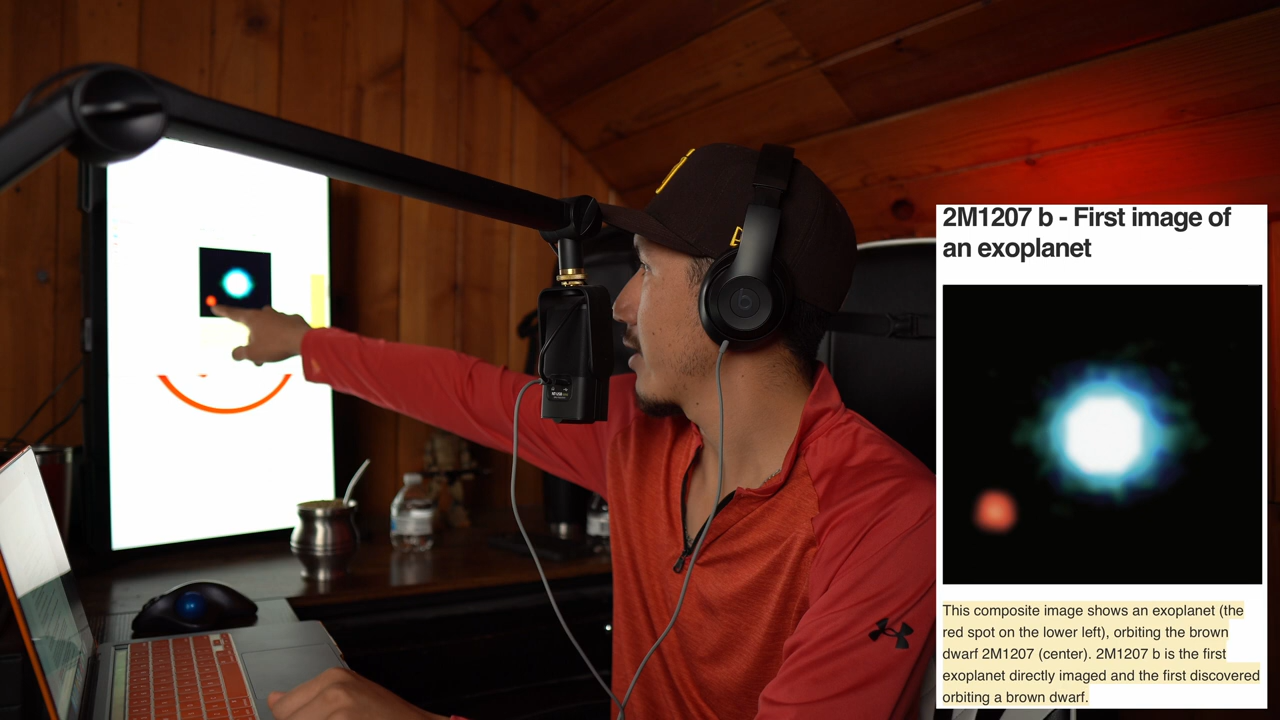 2M1207 b - First image of
an exoplanet
This composite image shows an exoplanet (the
red spot on the lower left), orbiting the brown
dwarf 2M1207 (center). 2M1207 b is the first
exoplanet directly imaged and the first discovered
orbiting a brown dwarf.